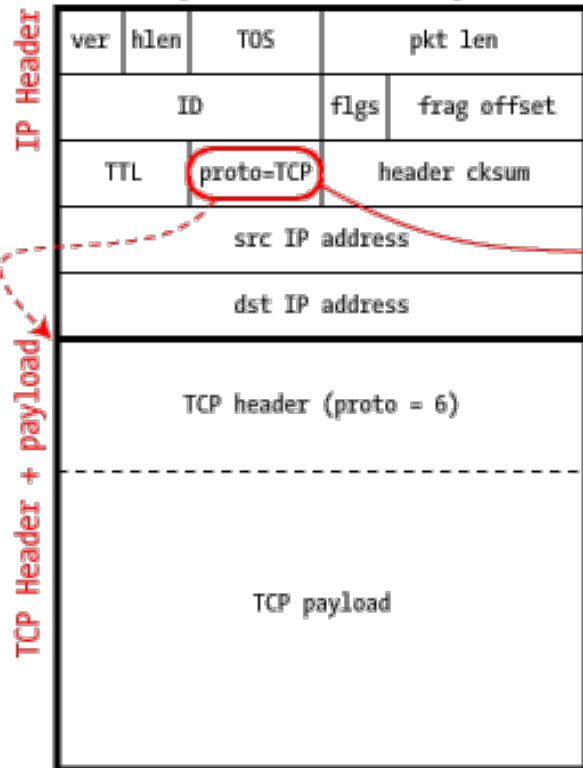 IP Header
ver hlen TOS pkt len
ID flgs frag offset
TTL proto=TCP header cksum
src IP address
dst IP address
TCP Header + payload
TCP header (proto = 6)
TCP payload